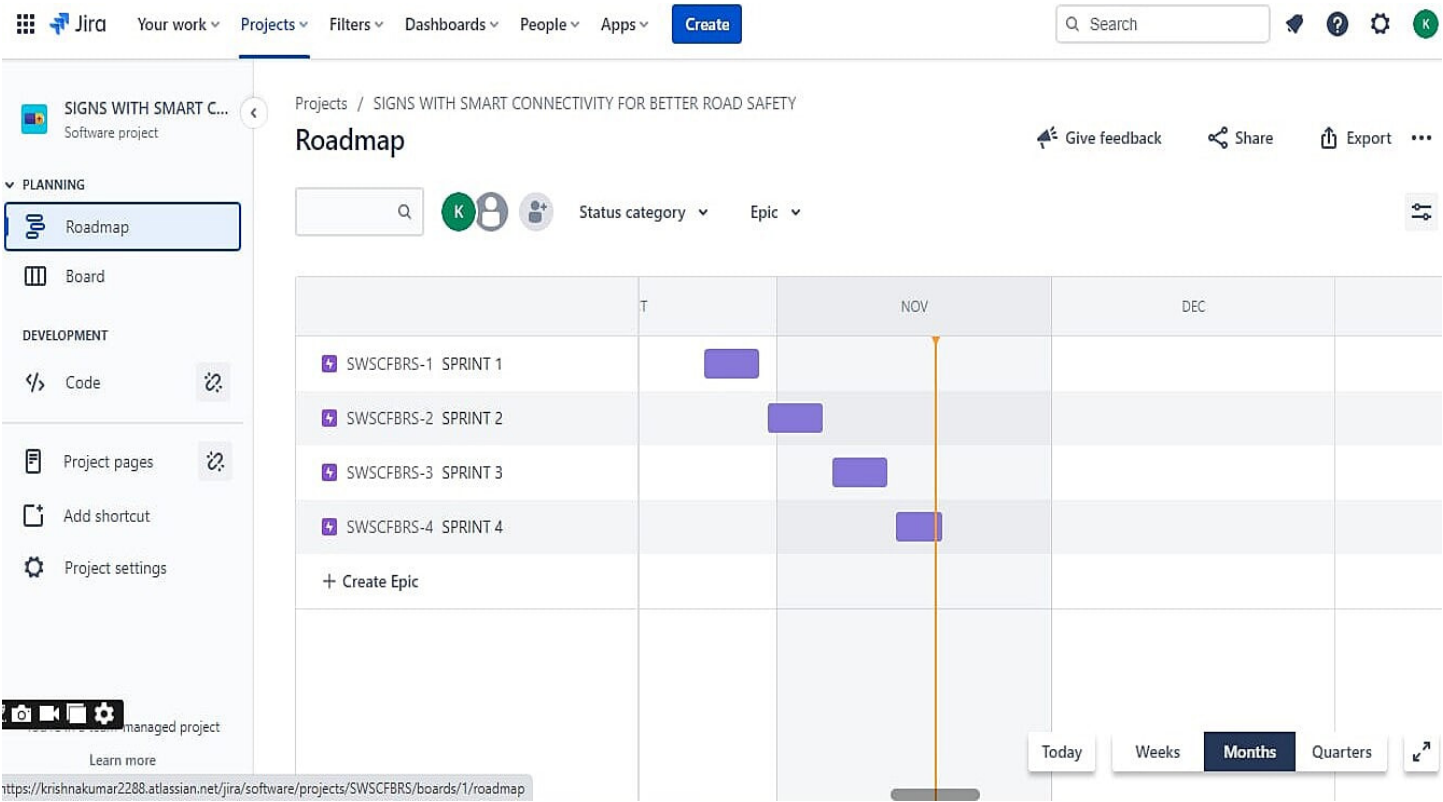 Jira Your work Projects Filters Dashboards People Apps Create Search K
SIGNS WITH SMART C...
Software project
Projects / SIGNS WITH SMART CONNECTIVITY FOR BETTER ROAD SAFETY
Roadmap
Give feedback Share Export
PLANNING
Roadmap
Board
DEVELOPMENT
Code
Project pages
Add shortcut
Project settings
K Status category Epic
T NOV DEC
SWSCFBRS-1 SPRINT 1
SWSCFBRS-2 SPRINT 2
SWSCFBRS-3 SPRINT 3
SWSCFBRS-4 SPRINT 4
+ Create Epic
managed project
Learn more
Today Weeks Months Quarters
https://krishnakumar2288.atlassian.net/jira/software/projects/SWSCFBRS/boards/1/roadmap